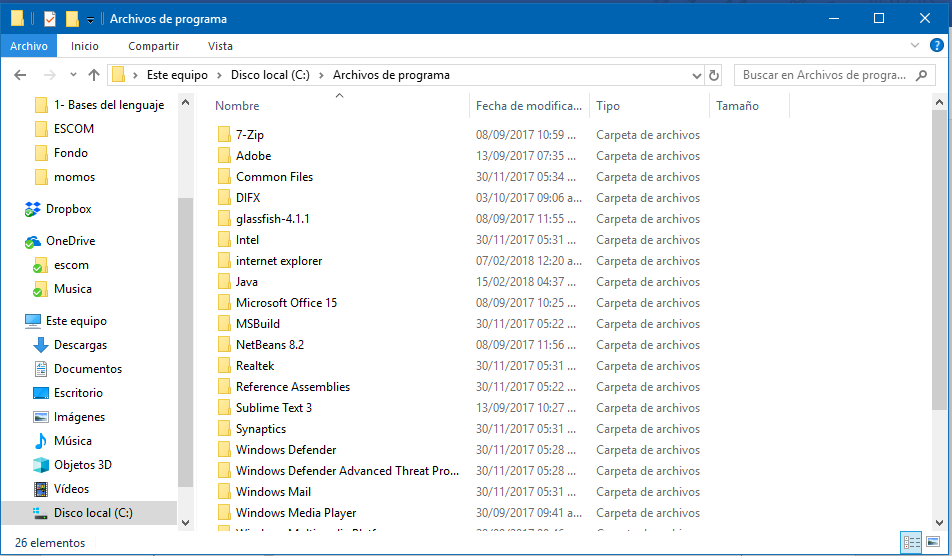 Archivos de programa
Archivo Inicio Compartir Vista
Este equipo > Disco local (C:) > Archivos de programa
Buscar en Archivos de progra...
1- Bases del lenguaje
ESCOM
Fondo
momos
Dropbox
OneDrive
escom
Musica
Este equipo
Descargas
Documentos
Escritorio
Imágenes
Música
Objetos 3D
Vídeos
Disco local (C:)
Nombre Fecha de modifica... Tipo Tamaño
7-Zip 08/09/2017 10:59 ... Carpeta de archivos
Adobe 13/09/2017 07:35 ... Carpeta de archivos
Common Files 30/11/2017 05:34 ... Carpeta de archivos
DIFX 03/10/2017 09:06 a... Carpeta de archivos
glassfish-4.1.1 08/09/2017 11:55 ... Carpeta de archivos
Intel 30/11/2017 05:31 ... Carpeta de archivos
internet explorer 07/02/2018 12:20 a... Carpeta de archivos
Java 15/02/2018 04:37 ... Carpeta de archivos
Microsoft Office 15 08/09/2017 10:25 ... Carpeta de archivos
MSBuild 30/11/2017 05:22 ... Carpeta de archivos
NetBeans 8.2 08/09/2017 11:56 ... Carpeta de archivos
Realtek 30/11/2017 05:31 ... Carpeta de archivos
Reference Assemblies 30/11/2017 05:22 ... Carpeta de archivos
Sublime Text 3 13/09/2017 10:27 ... Carpeta de archivos
Synaptics 30/11/2017 05:31 ... Carpeta de archivos
Windows Defender 30/11/2017 05:28 ... Carpeta de archivos
Windows Defender Advanced Threat Pro... 30/11/2017 05:28 ... Carpeta de archivos
Windows Mail 30/11/2017 05:31 ... Carpeta de archivos
Windows Media Player 30/09/2017 09:41 a... Carpeta de archivos
26 elementos